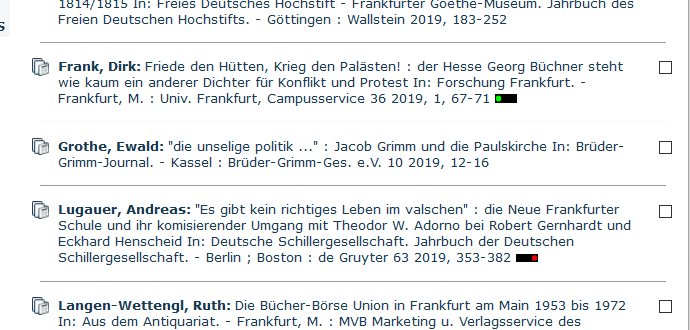 1814/1815 In: Freies Deutsches Hochstift - Frankfurter Goethe-Museum. Jahrbuch des
Freien Deutschen Hochstifts. - Göttingen : Wallstein 2019, 183-252
s
Frank, Dirk: Friede den Hütten, Krieg den Palästen! : der Hesse Georg Büchner steht
wie kaum ein anderer Dichter für Konflikt und Protest In: Forschung Frankfurt. -
Frankfurt, M. : Univ. Frankfurt, Campusservice 36 2019, 1, 67-71
Grothe, Ewald: "die unselige politik ..." : Jacob Grimm und die Paulskirche In: Brüder-
Grimm-Journal. - Kassel : Brüder-Grimm-Ges. e.V. 10 2019, 12-16
Lugauer, Andreas: "Es gibt kein richtiges Leben im valschen" : die Neue Frankfurter
Schule und ihr komisierender Umgang mit Theodor W. Adorno bei Robert Gernhardt und
Eckhard Henscheid In: Deutsche Schillergesellschaft. Jahrbuch der Deutschen
Schillergesellschaft. - Berlin ; Boston : de Gruyter 63 2019, 353-382
Langen-Wettengl, Ruth: Die Bücher-Börse Union in Frankfurt am Main 1953 bis 1972
In: Aus dem Antiquariat. - Frankfurt, M. : MVB Marketing u. Verlagsservice des